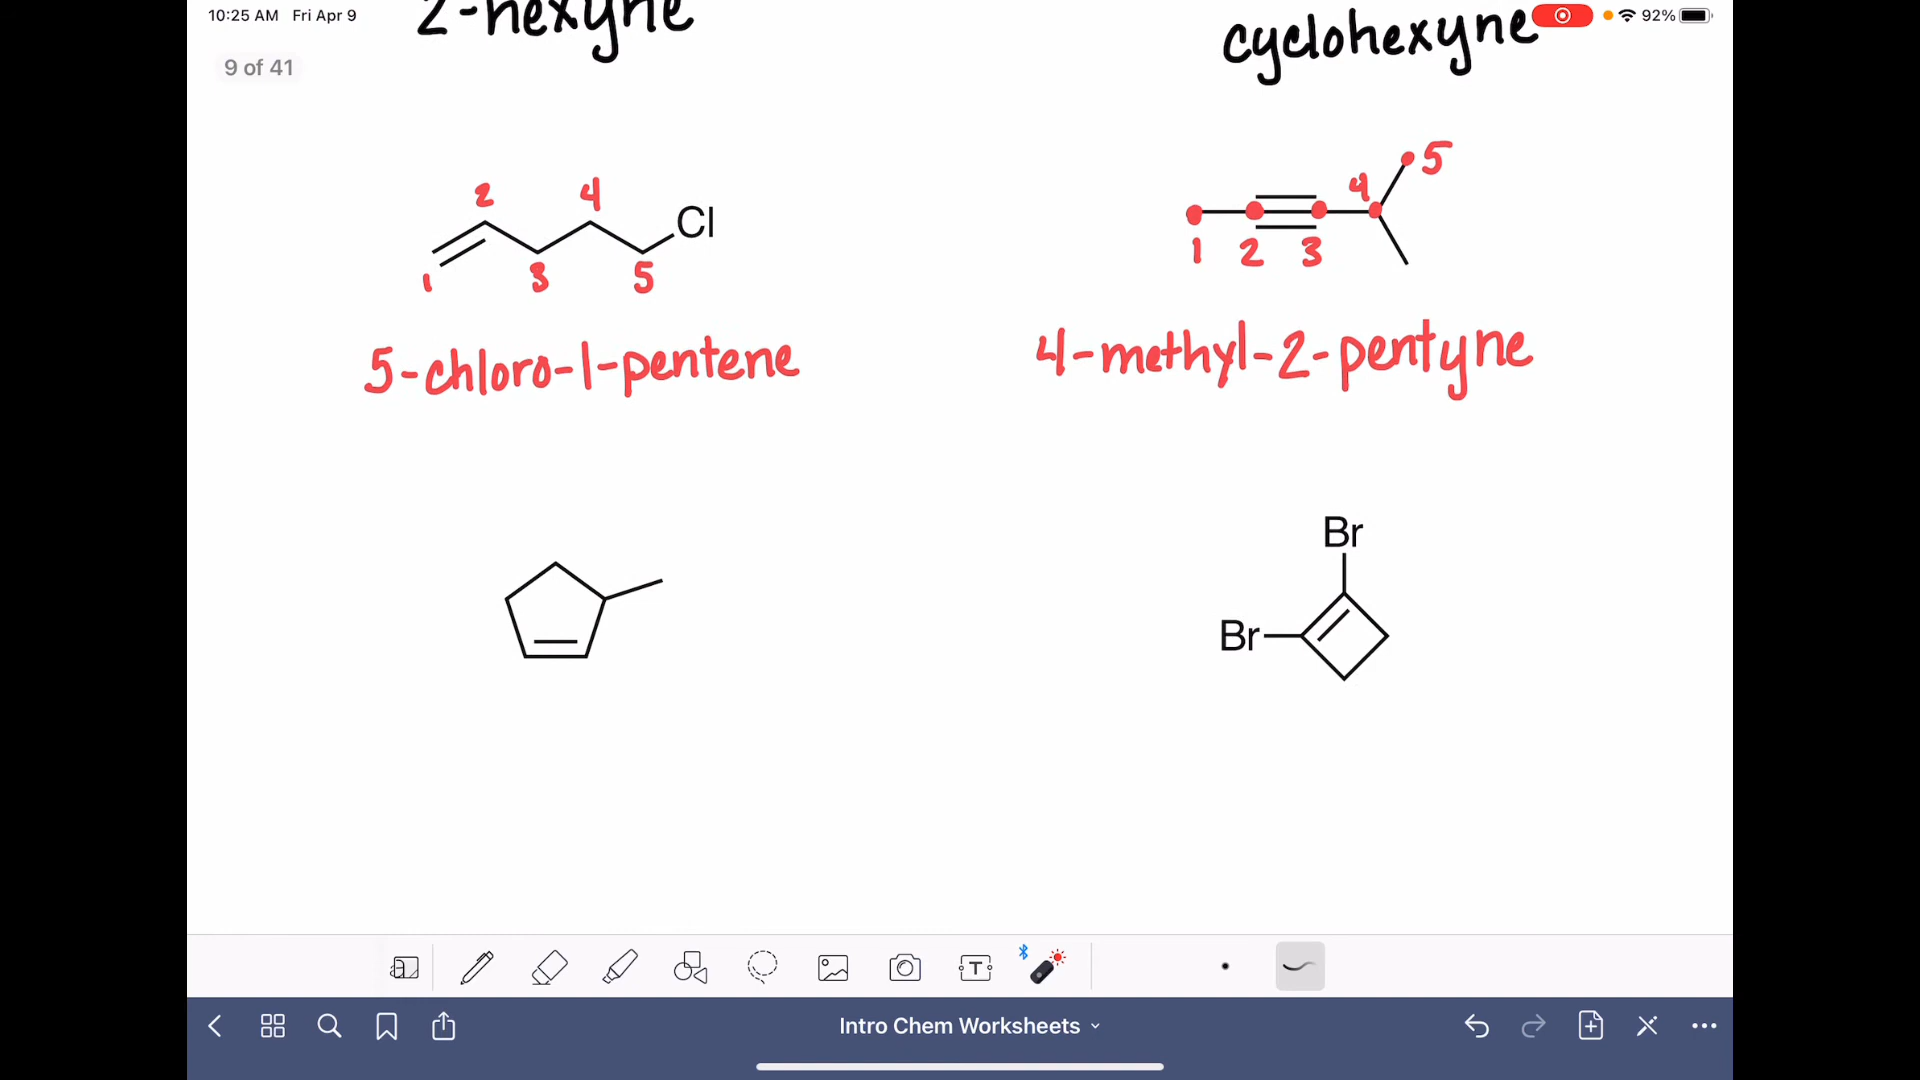 10:25 AM Fri Apr 9
92%
2-hexyne
cyclohexyne
9 of 41
5
2
4
4
Cl
1
3
5
1
2
3
5-chloro-1-pentene
4-methyl-2-pentyne
Br
Br
T
Intro Chem Worksheets